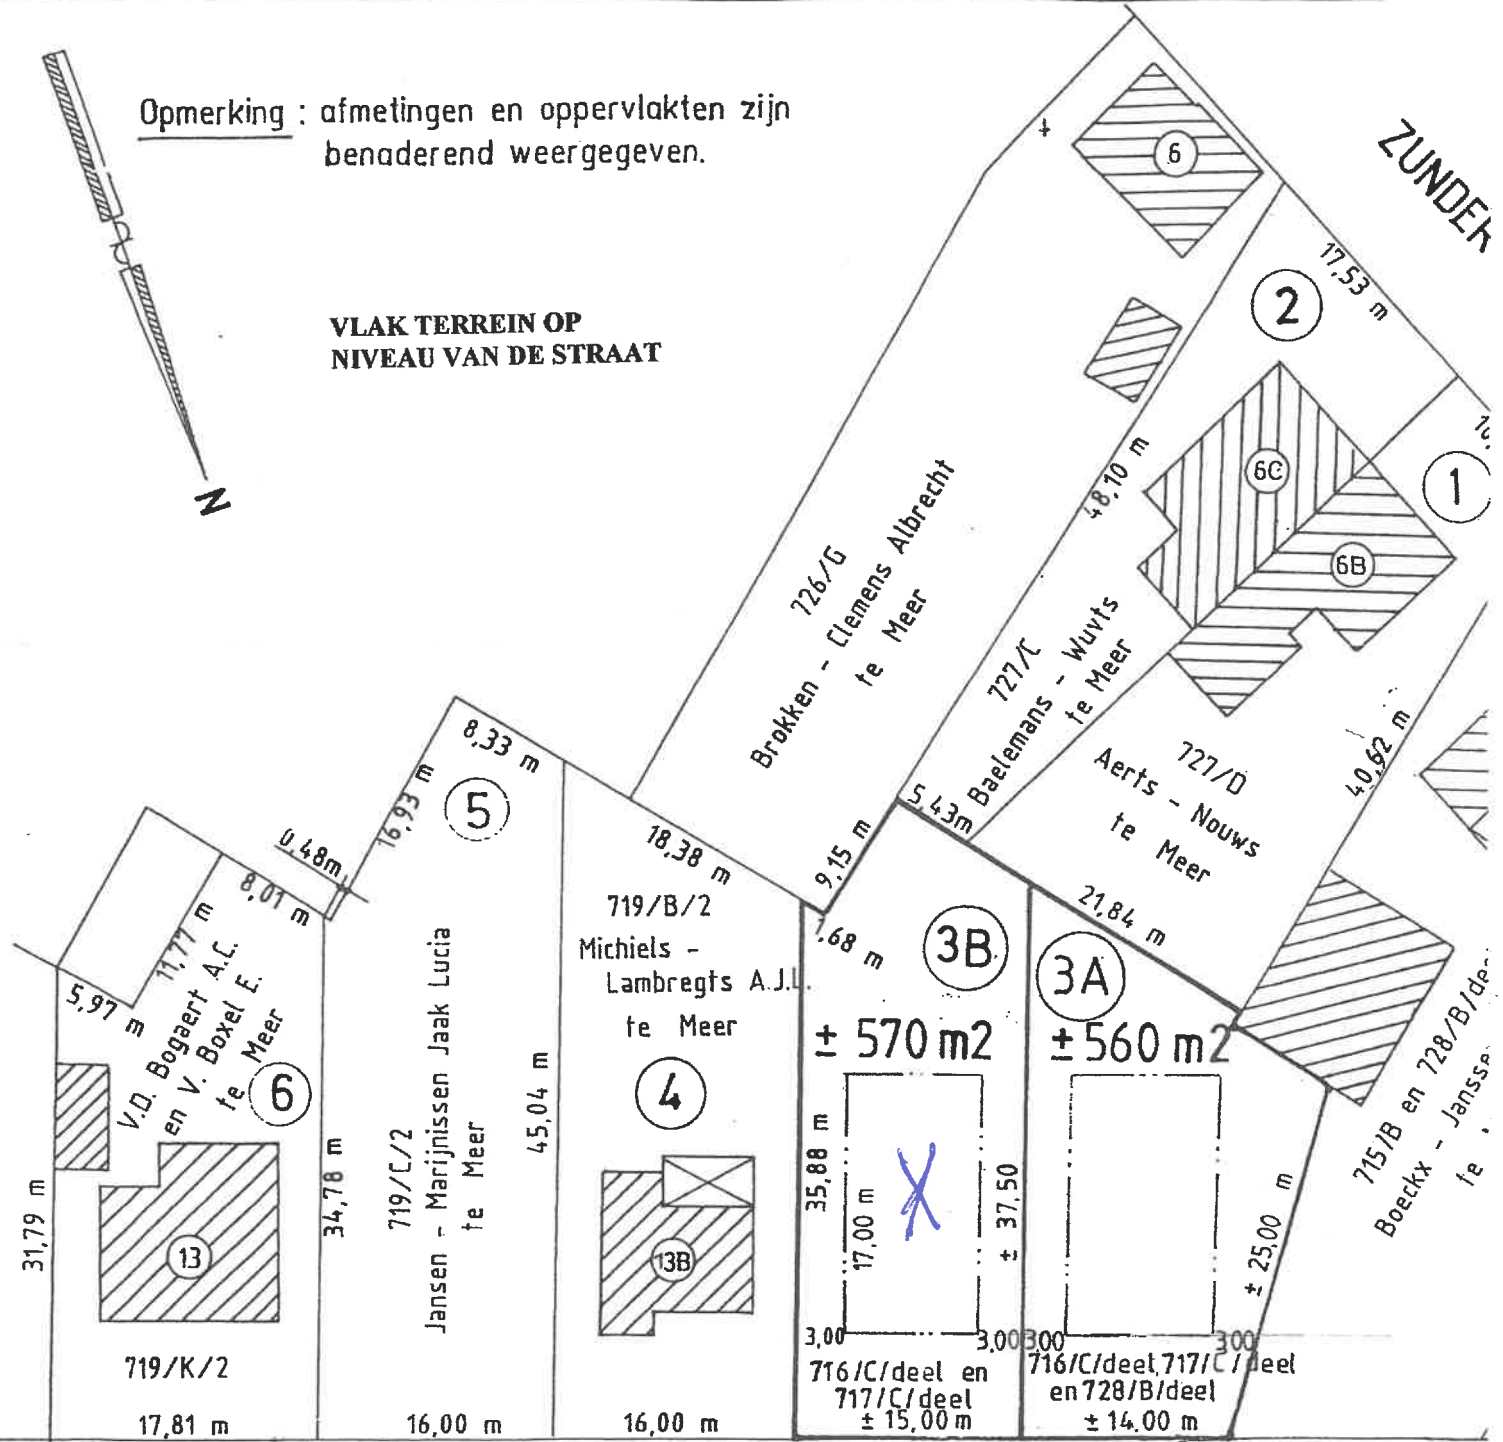 Opmerking : afmetingen en oppervlakten zijn
benaderend weergegeven.
VLAK TERREIN OP
NIVEAU VAN DE STRAAT
N
6
2
17,53 m
6C
1
6B
48,10 m
726/G
Brokken - Clemens Albrecht
te Meer
727/C
Baelemans - Wuyts
te Meer
727/D
Aerts - Nouws
te Meer
40,62 m
8,33 m
16,93 m
5
0,48m
8,01 m
11,77 m
5,97 m
V.D. Bogaert A.C.
en V. Boxel E.
te Meer
6
18,38 m
9,15 m
5,43m
21,84 m
719/B/2
Michiels -
Lambregts A.J.L.
te Meer
4
1,68 m
3B
3A
± 570 m2
± 560 m2
719/C/2
Jansen - Marijnissen Jaak Lucia
te Meer
45,04 m
34,78 m
31,79 m
13
13B
35,88 m
17,00 m
X
± 37,50
± 25,00 m
715/B en 728/B/
Boeckx -
te
3,00
3,00
3,00
3,00
719/K/2
716/C/deel en
717/C/deel
± 15,00 m
716/C/deel, 717/C/deel
en 728/B/deel
± 14.00 m
17,81 m
16,00 m
16,00 m